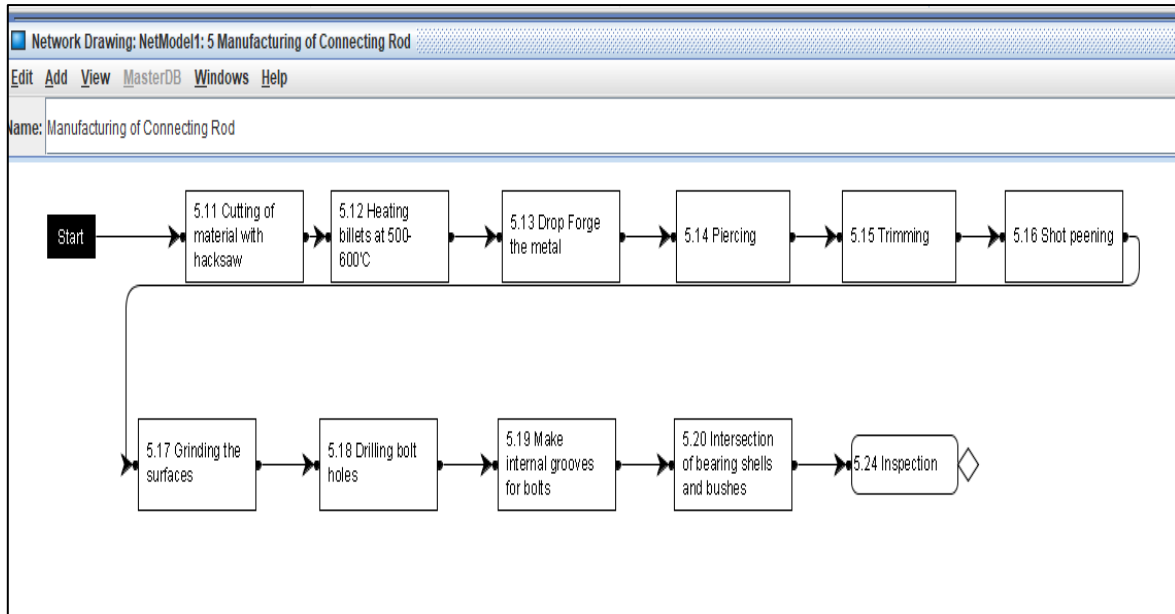 Network Drawing: NetModel1: 5 Manufacturing of Connecting Rod
Edit Add View MasterDB Windows Help
Name: Manufacturing of Connecting Rod
Start
5.11 Cutting of
material with
hacksaw
5.12 Heating
billets at 500-
600'C
5.13 Drop Forge
the metal
5.14 Piercing
5.15 Trimming
5.16 Shot peening
5.17 Grinding the
surfaces
5.18 Drilling bolt
holes
5.19 Make
internal grooves
for bolts
5.20 Intersection
of bearing shells
and bushes
5.24 Inspection